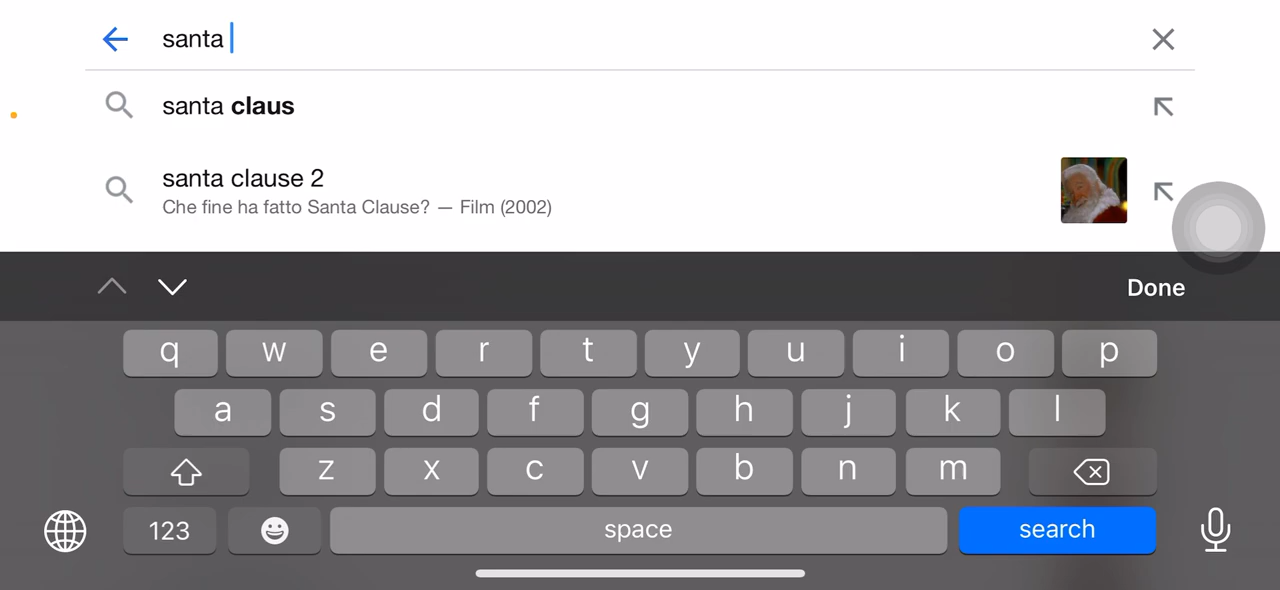 santa
santa claus
santa clause 2
Che fine ha fatto Santa Clause? — Film (2002)
Done
q w e r t y u i o p
a s d f g h j k l
z x c v b n m
123 space search